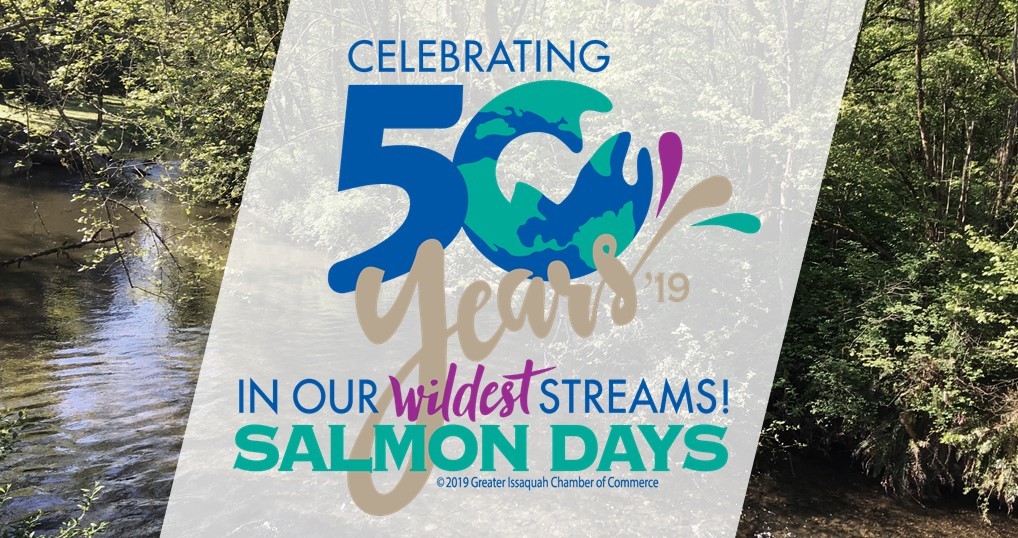 CELEBRATING
50
years '19
IN OUR wildest STREAMS!
SALMON DAYS
©2019 Greater Issaquah Chamber of Commerce